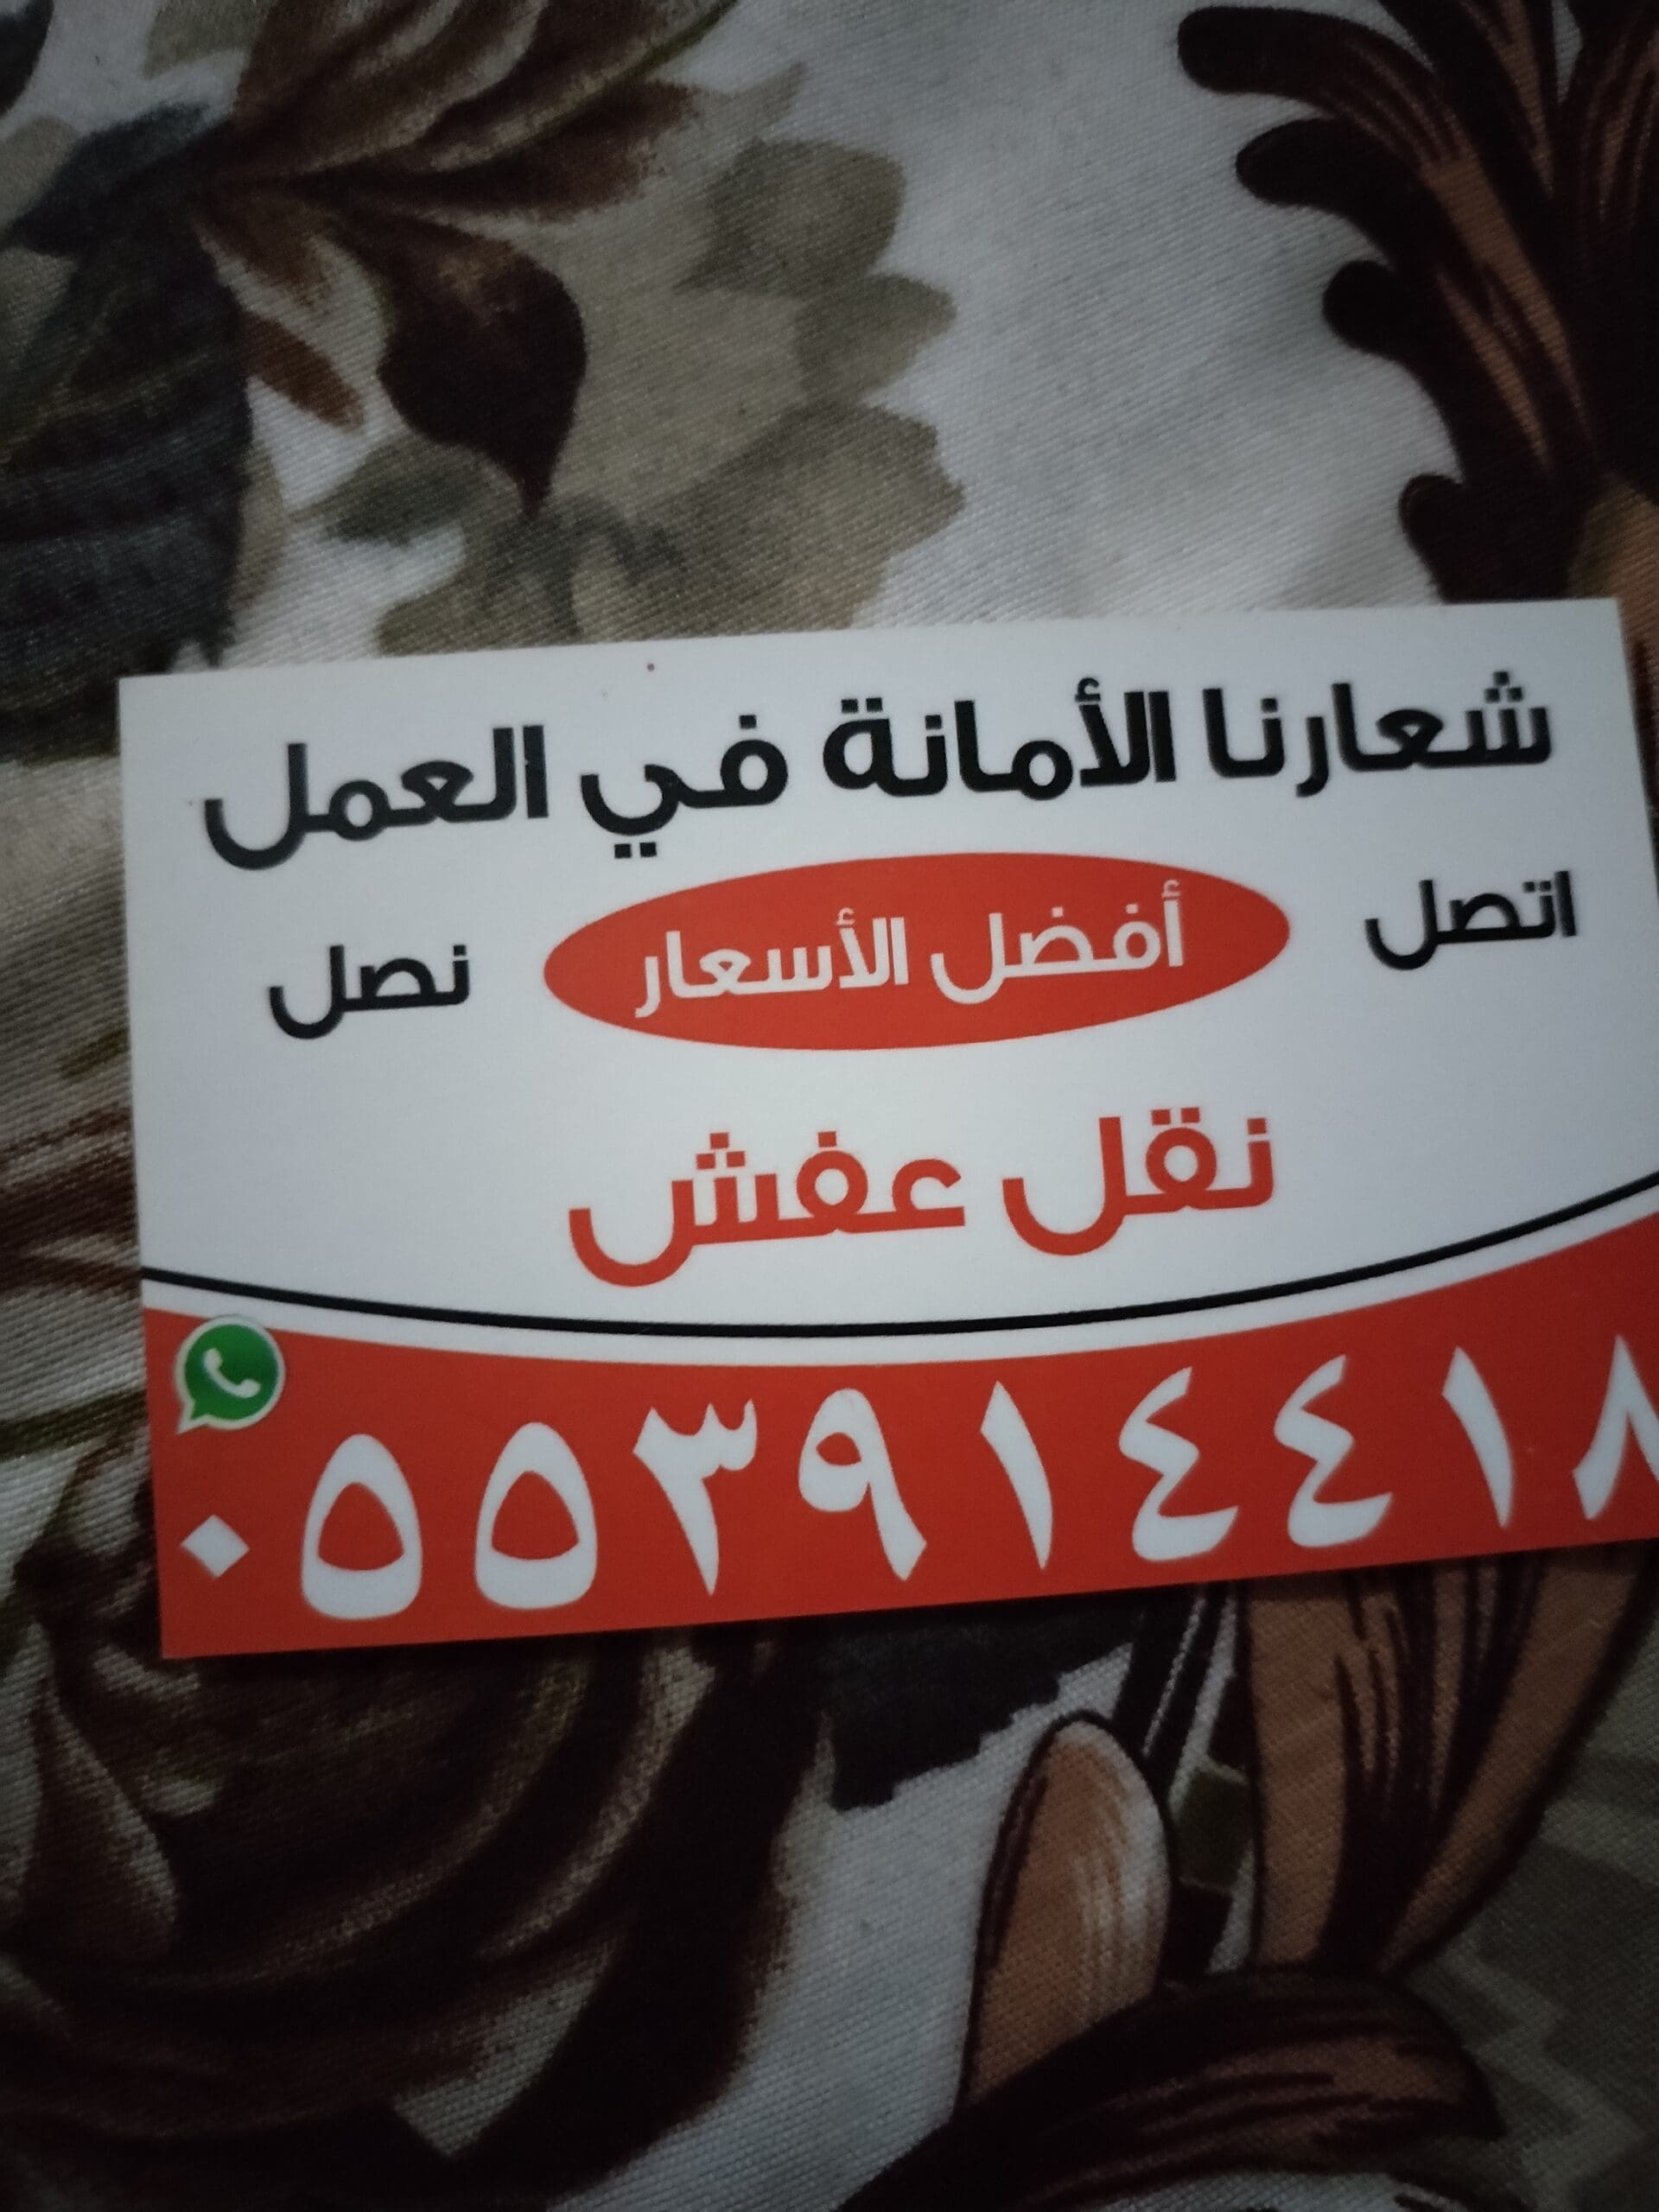 شعارنا الأمانة في العمل
اتصل أفضل الأسعار نصل
نقل عفش
٠٥٥٣٩١٤٤١٨